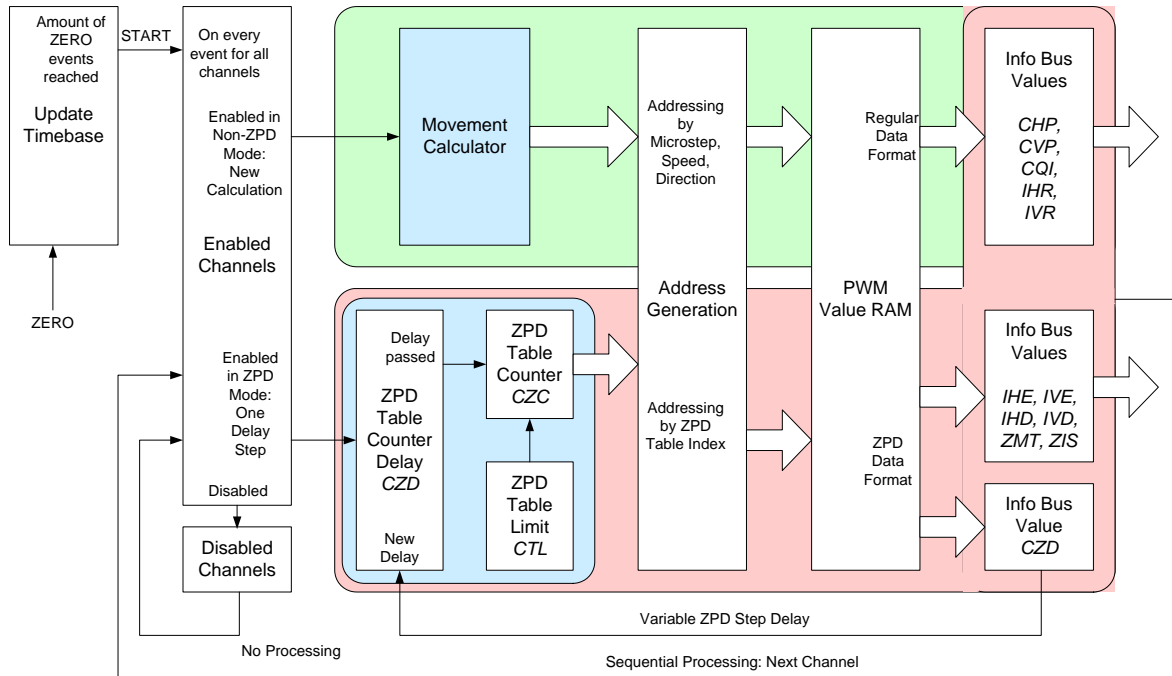 Amount of
ZERO
events
reached
Update
Timebase
ZERO
START
On every
event for all
channels
Enabled in
Non-ZPD
Mode:
New
Calculation
Enabled
Channels
Enabled
in ZPD
Mode:
One
Delay
Step
Disabled
Disabled
Channels
No Processing
Movement
Calculator
Addressing
by
Microstep,
Speed,
Direction
Address
Generation
Addressing
by ZPD
Table Index
Regular
Data
Format
PWM
Value RAM
ZPD
Data
Format
Info Bus
Values
CHP,
CVP,
CQI,
IHR,
IVR
Delay
passed
ZPD
Table
Counter
Delay
CZD
New
Delay
ZPD
Table
Counter
CZC
ZPD
Table
Limit
CTL
Info Bus
Values
IHE, IVE,
IHD, IVD,
ZMT, ZIS
Info Bus
Value
CZD
Variable ZPD Step Delay
Sequential Processing: Next Channel